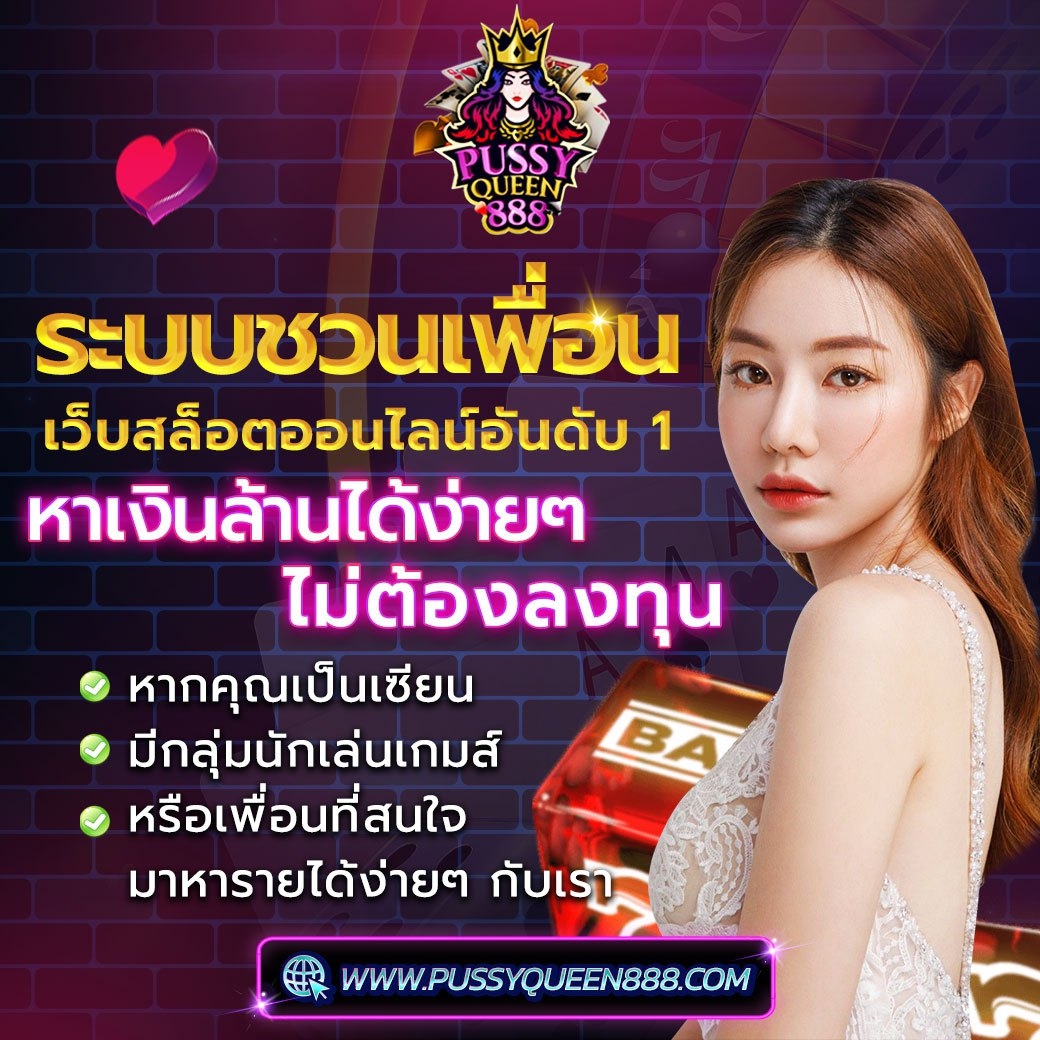 PUSSY
QUEEN
888
ระบบชวนเพื่อน
เว็บสล็อตออนไลน์อันดับ 1
หาเงินล้านได้ง่ายๆ
ไม่ต้องลงทุน
หากคุณเป็นเซียน
มีกลุ่มนักเล่นเกมส์
หรือเพื่อนที่สนใจ
มาหารายได้ง่ายๆ กับเรา
A A A
BA
WWW.PUSSYQUEEN888.COM